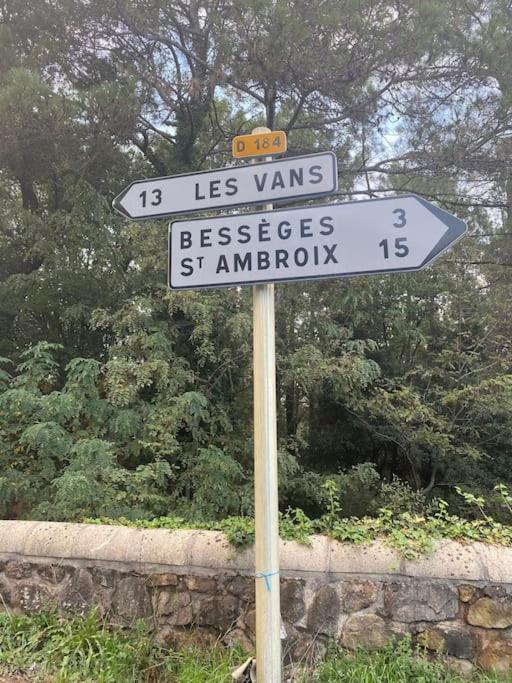 D 184
13 LES VANS
BESSÈGES 3
ST AMBROIX 15